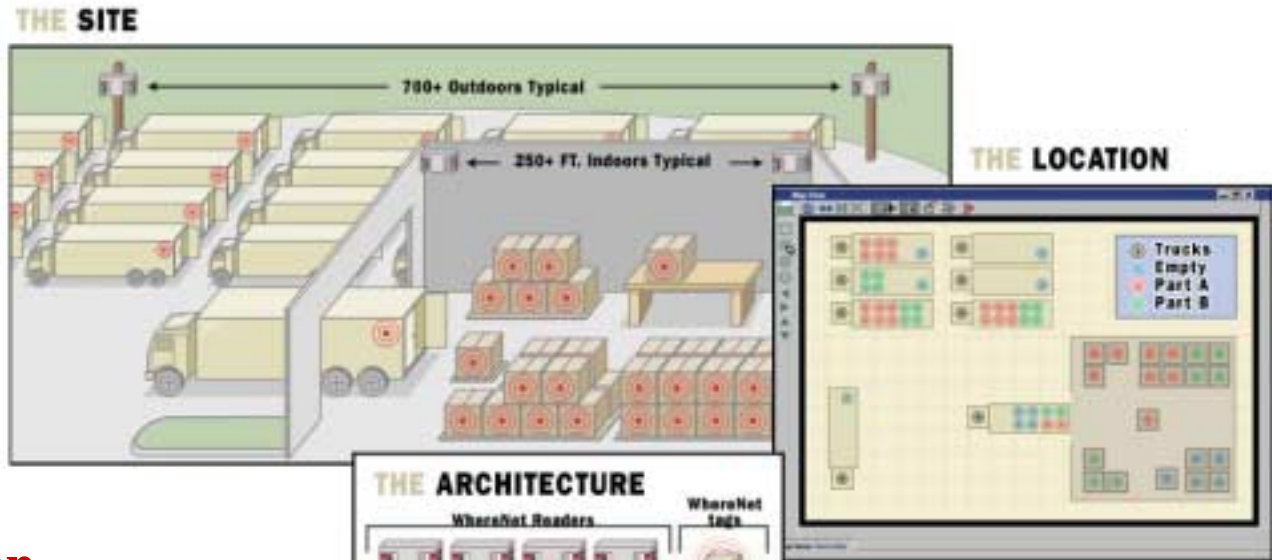 THE SITE
700+ Outdoors Typical
250+ FT. Indoors Typical
THE LOCATION
Trucks
Empty
Part A
Part B
THE ARCHITECTURE
WhereNet Readers
WhereNet
tags